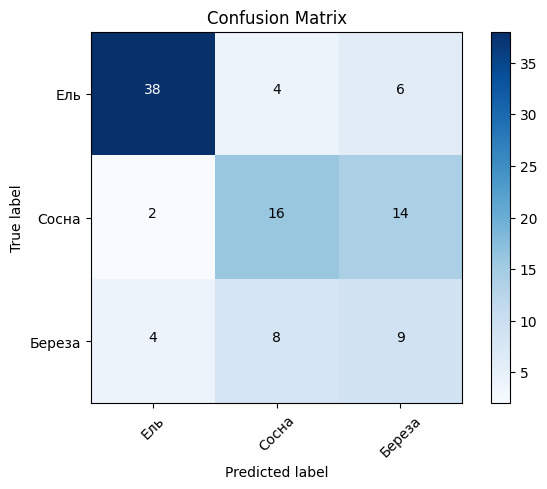 Confusion Matrix
True label
Ель
38
4
6
Сосна
2
16
14
Береза
4
8
9
Ель
Сосна
Береза
Predicted label
35
30
25
20
15
10
5